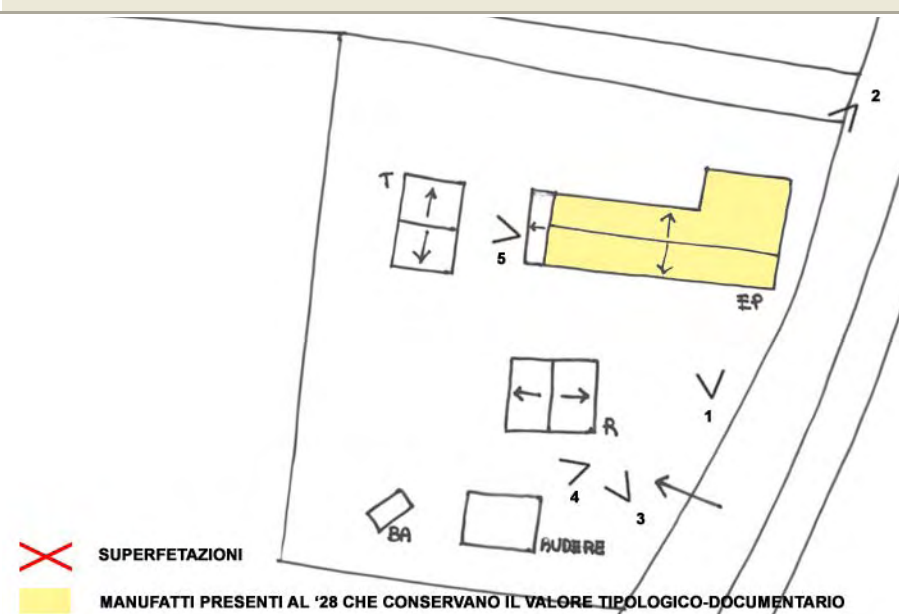 2
T
5
EP
1
R
4
3
BA
RUDERE
SUPERFETAZIONI
MANUFATTI PRESENTI AL ‘28 CHE CONSERVANO IL VALORE TIPOLOGICO-DOCUMENTARIO